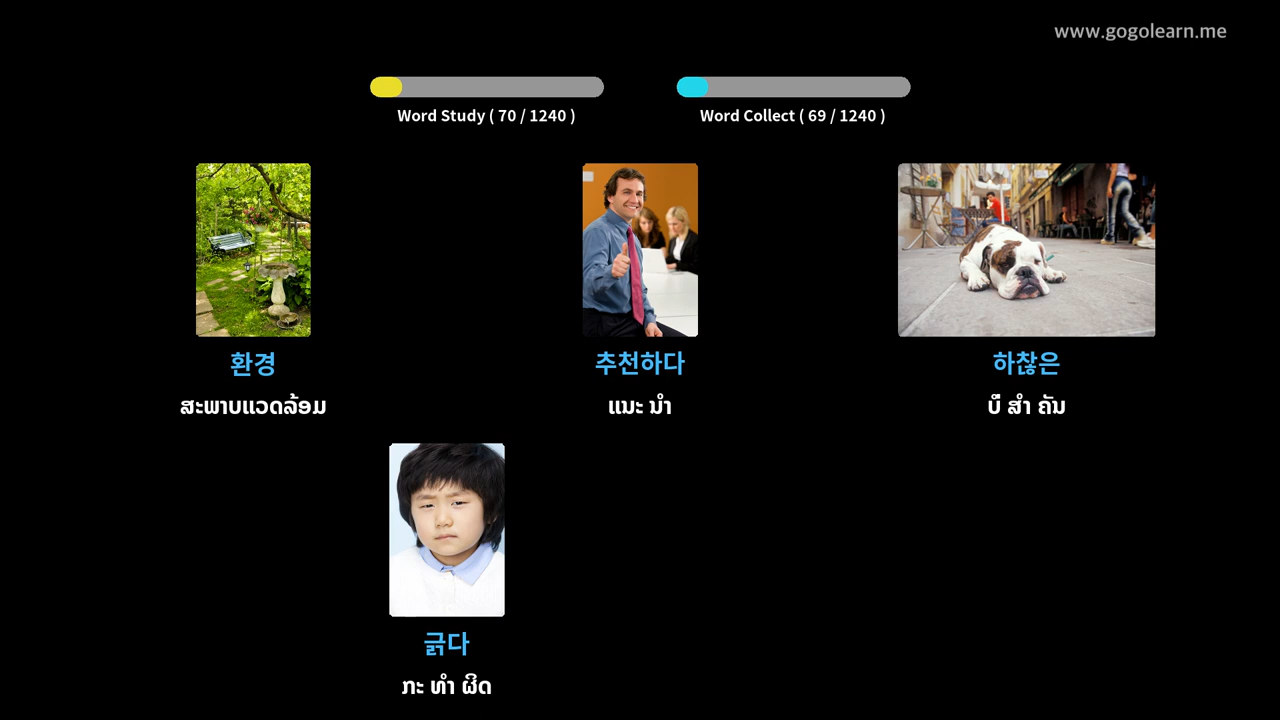 www.gogolearn.me
Word Study ( 70 / 1240 )
Word Collect ( 69 / 1240 )
환경
추천하다
하찮은
ສະພາບແວດລ້ອມ
ແນະ ນໍາ
ບໍ່ ສໍາ ຄັນ
긁다
ກະ ທໍາ ຜິດ